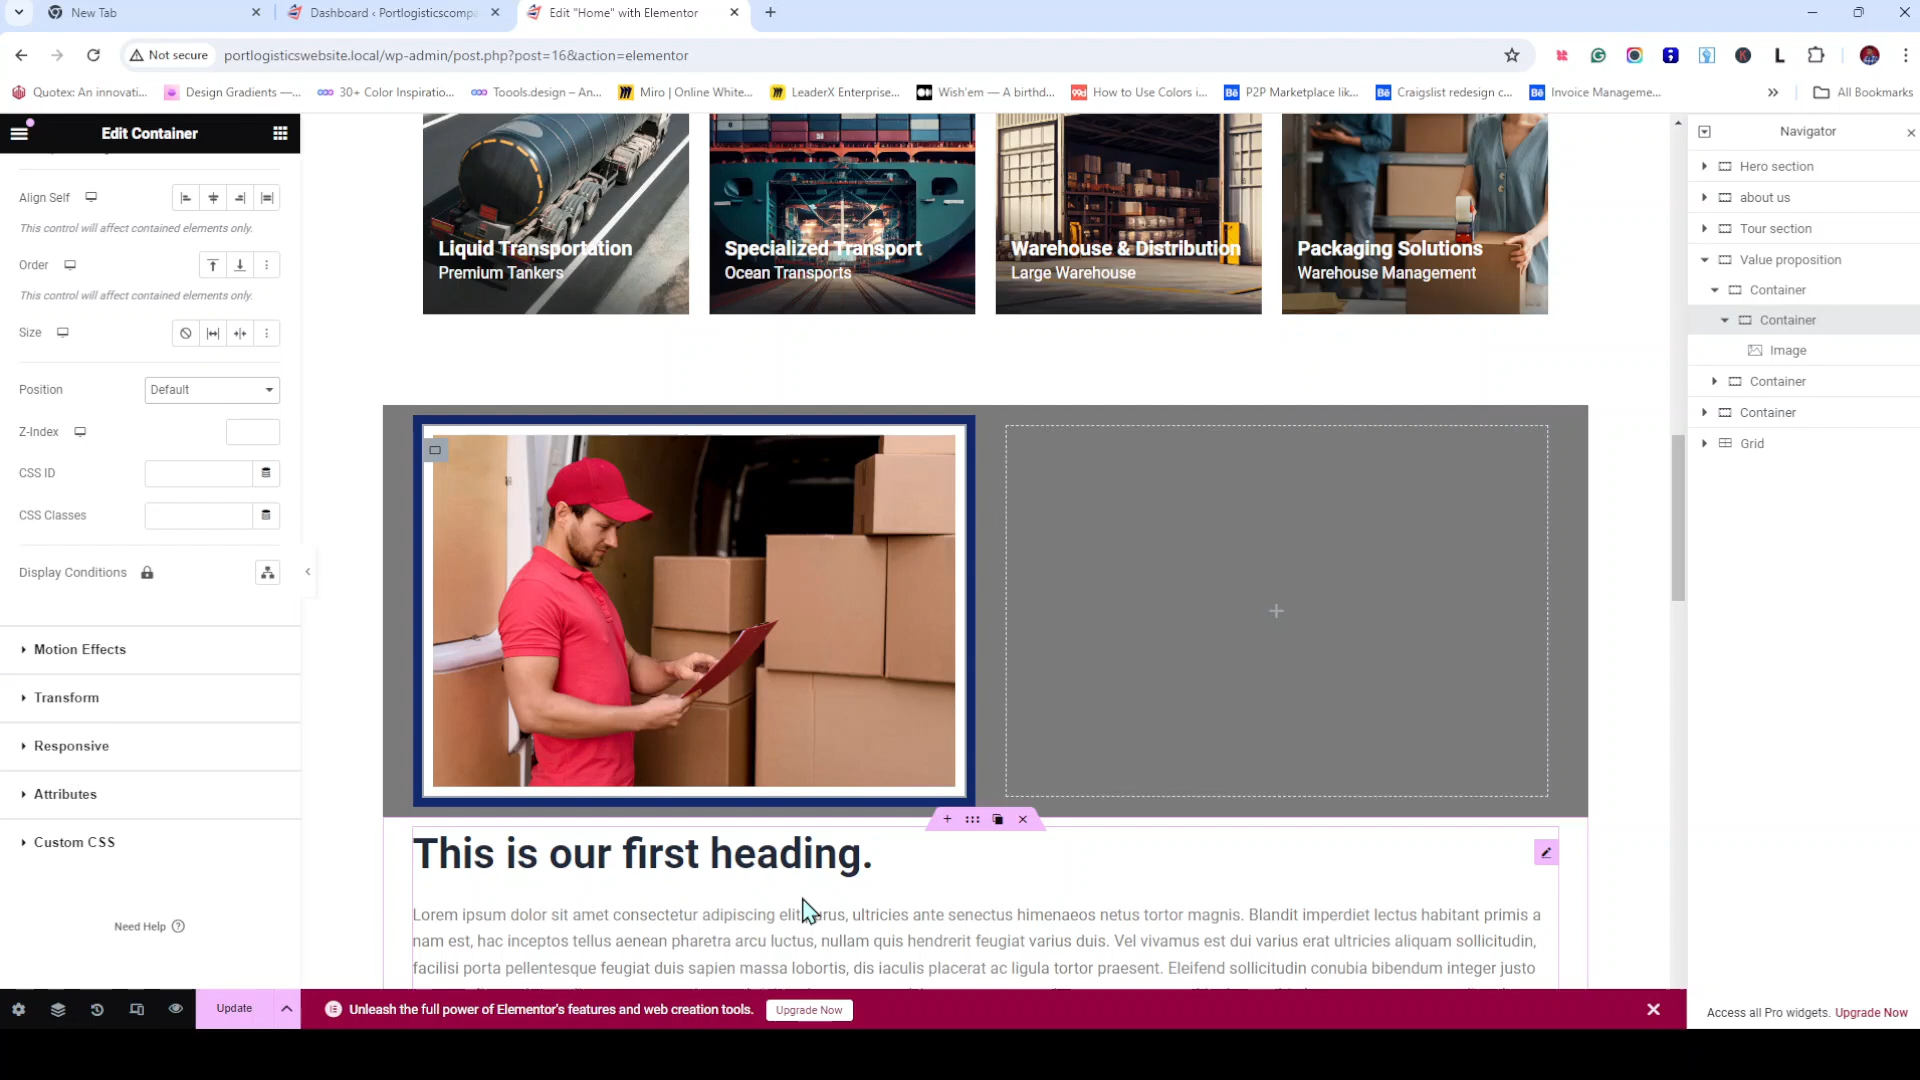 New Tab
Dashboard ‹ Portlogisticscompa
Edit "Home" with Elementor
Not secure
portlogisticswebsite.local/wp-admin/post.php?post=16&action=elementor
Quotex: An innovati...
Design Gradients —...
30+ Color Inspiratio...
Toools.design – An...
Miro | Online White...
LeaderX Enterprise...
Wish'em — A birthd...
How to Use Colors i...
P2P Marketplace lik...
Craigslist redesign c...
Invoice Manageme...
All Bookmarks
Edit Container
Align Self
This control will affect contained elements only.
Order
This control will affect contained elements only.
Size
Position
Default
Z-Index
CSS ID
CSS Classes
Display Conditions
Motion Effects
Transform
Responsive
Attributes
Custom CSS
Need Help
Update
Liquid Transportation
Premium Tankers
Specialized Transport
Ocean Transports
Warehouse & Distribution
Large Warehouse
Packaging Solutions
Warehouse Management
This is our first heading.
Lorem ipsum dolor sit amet consectetur adipiscing elit rus, ultricies ante senectus himenaeos netus tortor magnis. Blandit imperdiet lectus habitant primis a
nam est, hac inceptos tellus aenean pharetra arcu luctus, nullam quis hendrerit feugiat varius duis. Vel vivamus est dui varius erat ultricies aliquam sollicitudin,
facilisi porta pellentesque feugiat duis sapien massa lobortis, dis iaculis placerat ac ligula tortor praesent. Eleifend sollicitudin conubia bibendum integer justo
Unleash the full power of Elementor's features and web creation tools.
Upgrade Now
Navigator
Hero section
about us
Tour section
Value proposition
Container
Container
Image
Container
Container
Grid
Access all Pro widgets. Upgrade Now